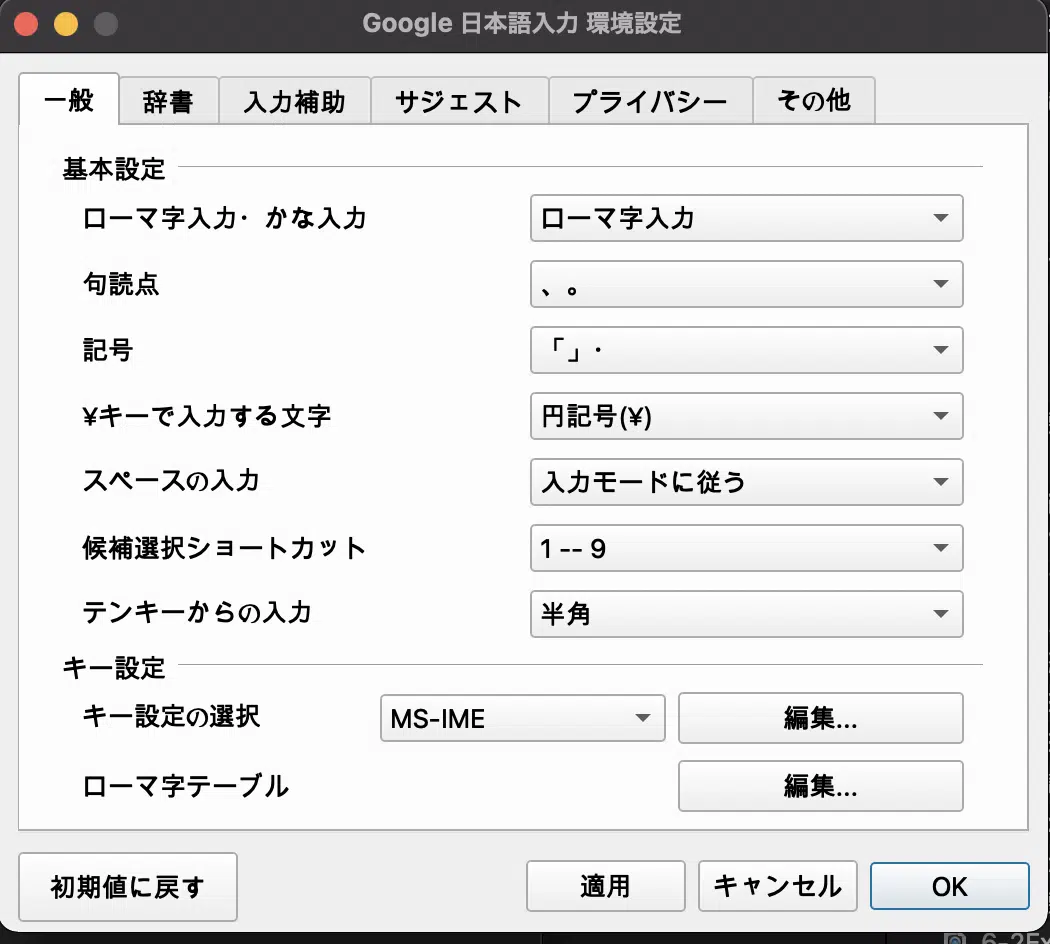 Google 日本語入力 環境設定
一般 辞書 入力補助 サジェスト プライバシー その他
基本設定
ローマ字入力・かな入力 ローマ字入力
句読点 、。
記号 「」・
¥キーで入力する文字 円記号(¥)
スペースの入力 入力モードに従う
候補選択ショートカット 1 -- 9
テンキーからの入力 半角
キー設定
キー設定の選択 MS-IME 編集...
ローマ字テーブル 編集...
初期値に戻す 適用 キャンセル OK